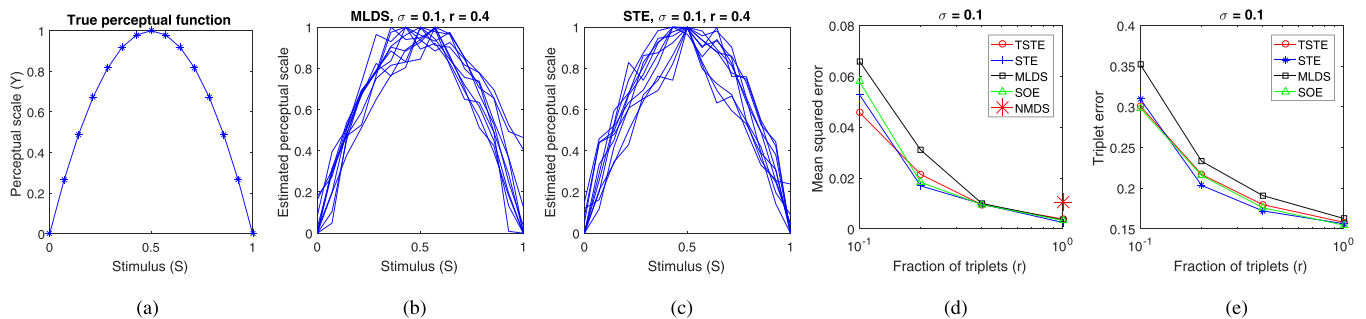 True perceptual function
Perceptual scale (Y)
1
0.8
0.6
0.4
0.2
0
0
0.5
1
Stimulus (S)
(a)
MLDS, σ = 0.1, r = 0.4
Estimated perceptual scale
1
0.8
0.6
0.4
0.2
0
0
0.5
1
Stimulus (S)
(b)
STE, σ = 0.1, r = 0.4
Estimated perceptual scale
1
0.8
0.6
0.4
0.2
0
0
0.5
1
Stimulus (S)
(c)
σ = 0.1
Mean squared error
0.08
0.06
0.04
0.02
0
TSTE
STE
MLDS
SOE
NMDS
10⁻¹
10⁰
Fraction of triplets (r)
(d)
σ = 0.1
Triplet error
0.4
0.35
0.3
0.25
0.2
0.15
TSTE
STE
MLDS
SOE
10⁻¹
10⁰
Fraction of triplets (r)
(e)